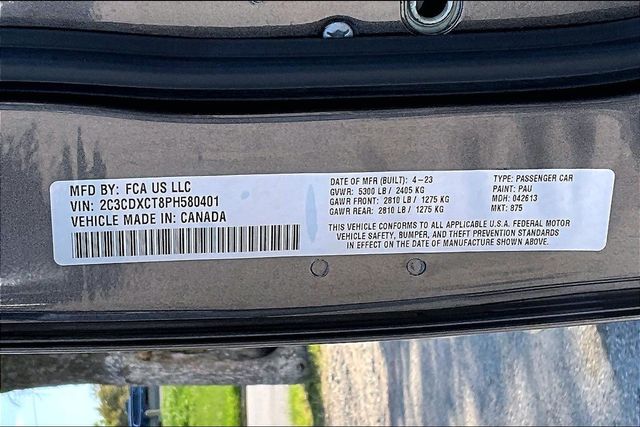 MFD BY: FCA US LLC
VIN: 2C3CDXCT8PH580401
VEHICLE MADE IN: CANADA
DATE OF MFR (BUILT): 4-23
GVWR: 5300 LB / 2405 KG
GAWR FRONT: 2810 LB / 1275 KG
GAWR REAR: 2810 LB / 1275 KG
TYPE: PASSENGER CAR
PAINT: PAU
MDH: 042613
MKT: 875
THIS VEHICLE CONFORMS TO ALL APPLICABLE U.S.A. FEDERAL MOTOR
VEHICLE SAFETY, BUMPER, AND THEFT PREVENTION STANDARDS
IN EFFECT ON THE DATE OF MANUFACTURE SHOWN ABOVE.